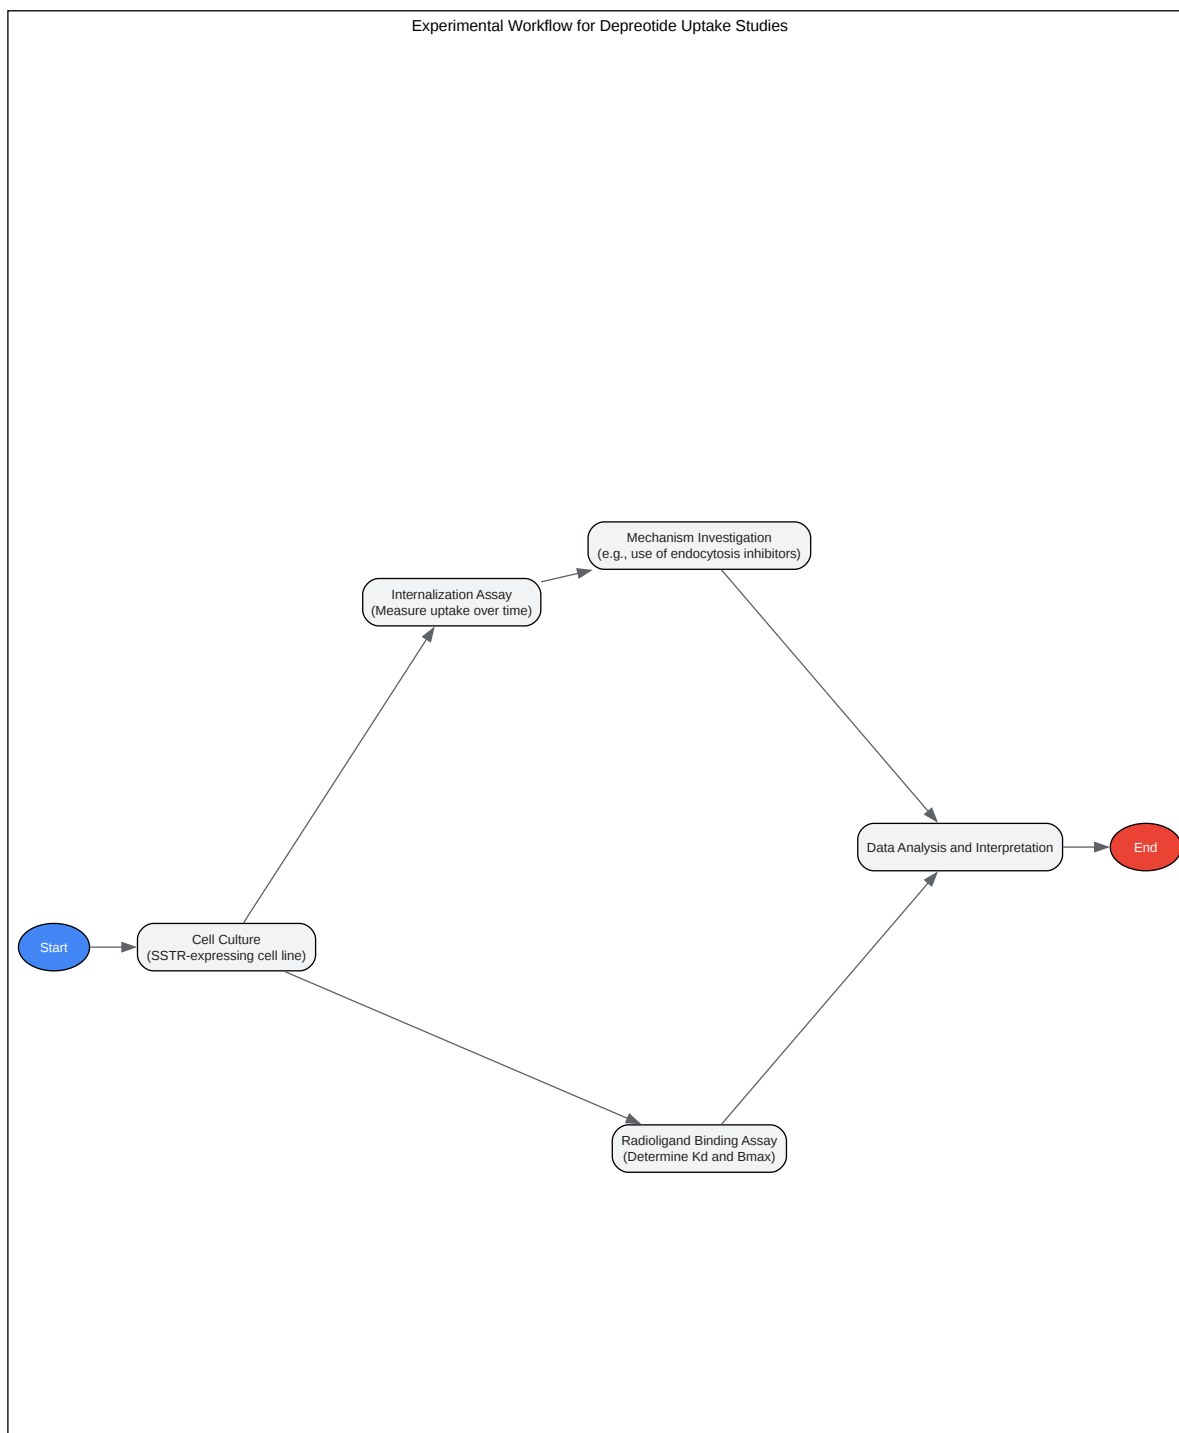 Experimental Workflow for Depreotide Uptake Studies
Mechanism Investigation
(e.g., use of endocytosis inhibitors)
Internalization Assay
(Measure uptake over time)
Data Analysis and Interpretation
End
Start
Cell Culture
(SSTR-expressing cell line)
Radioligand Binding Assay
(Determine Kd and Bmax)